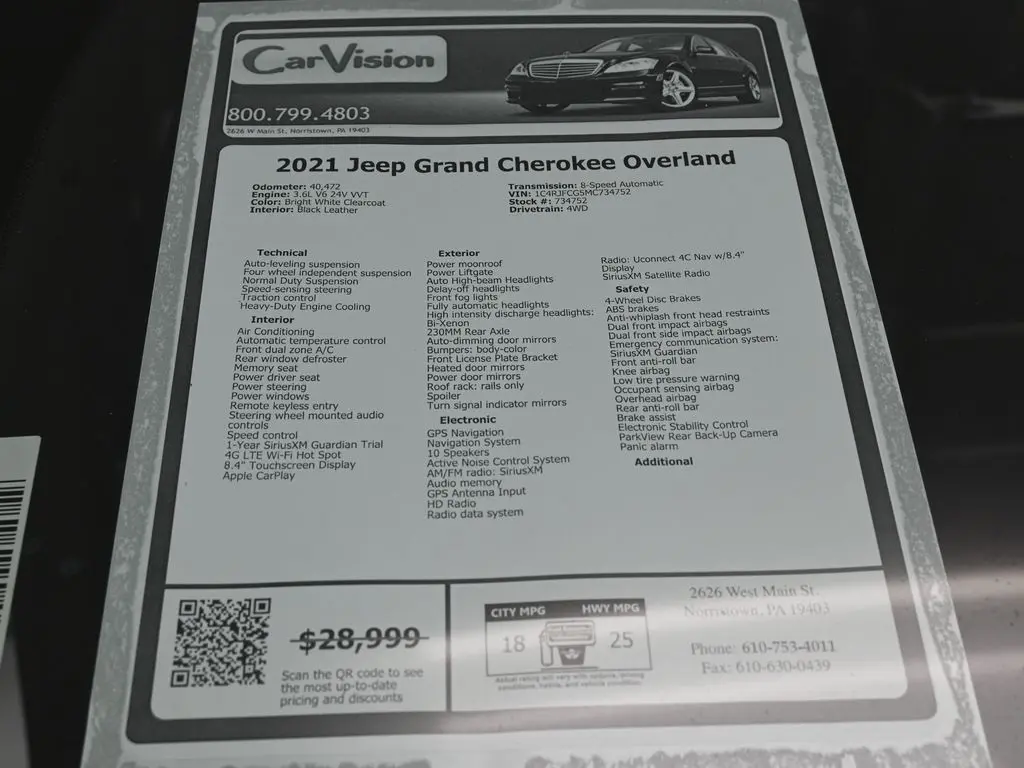 CarVision
800.799.4803
2626 W Main St, Norristown, PA 19403
2021 Jeep Grand Cherokee Overland
Odometer: 40,472
Engine: 3.6L V6 24V VVT
Color: Bright White Clearcoat
Interior: Black Leather
Transmission: 8-Speed Automatic
VIN: 1C4RJFCG5MC734752
Stock #: 734752
Drivetrain: 4WD
Technical
Auto-leveling suspension
Four wheel independent suspension
Normal Duty Suspension
Speed-sensing steering
Traction control
Heavy-Duty Engine Cooling
Interior
Air Conditioning
Automatic temperature control
Front dual zone A/C
Rear window defroster
Memory seat
Power driver seat
Power steering
Power windows
Remote keyless entry
Steering wheel mounted audio
controls
Speed control
1-Year SiriusXM Guardian Trial
4G LTE Wi-Fi Hot Spot
8.4" Touchscreen Display
Apple CarPlay
Exterior
Power moonroof
Power Liftgate
Auto High-beam Headlights
Delay-off headlights
Front fog lights
Fully automatic headlights
High intensity discharge headlights:
Bi-Xenon
230MM Rear Axle
Auto-dimming door mirrors
Bumpers: body-color
Front License Plate Bracket
Heated door mirrors
Power door mirrors
Roof rack: rails only
Spoiler
Turn signal indicator mirrors
Electronic
GPS Navigation
Navigation System
10 Speakers
Active Noise Control System
AM/FM radio: SiriusXM
Audio memory
GPS Antenna Input
HD Radio
Radio data system
Radio: Uconnect 4C Nav w/8.4"
Display
SiriusXM Satellite Radio
Safety
4-Wheel Disc Brakes
ABS brakes
Anti-whiplash front head restraints
Dual front impact airbags
Dual front side impact airbags
Emergency communication system:
SiriusXM Guardian
Front anti-roll bar
Knee airbag
Low tire pressure warning
Occupant sensing airbag
Overhead airbag
Rear anti-roll bar
Brake assist
Electronic Stability Control
ParkView Rear Back-Up Camera
Panic alarm
Additional
$28,999
Scan the QR code to see
the most up-to-date
pricing and discounts
CITY MPG HWY MPG
18 25
Actual rating will vary with options, driving
conditions, habits, and vehicle condition.
2626 West Main St.
Norristown, PA 19403
Phone: 610-753-4011
Fax: 610-630-0439